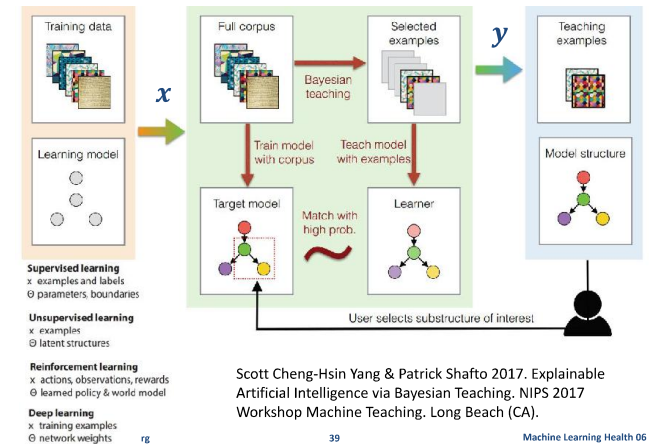 Training data
Learning model
x
Full corpus
Bayesian
teaching
Selected
examples
Train model
with corpus
Teach model
with examples
Target model
Match with
high prob.
Learner
y
Teaching
examples
Model structure
User selects substructure of interest
Supervised learning
x examples and labels
Θ parameters, boundaries
Unsupervised learning
x examples
Θ latent structures
Reinforcement learning
x actions, observations, rewards
Θ learned policy & world model
Deep learning
x training examples
Θ network weights
Scott Cheng-Hsin Yang & Patrick Shafto 2017. Explainable
Artificial Intelligence via Bayesian Teaching. NIPS 2017
Workshop Machine Teaching. Long Beach (CA).
rg
39
Machine Learning Health 06